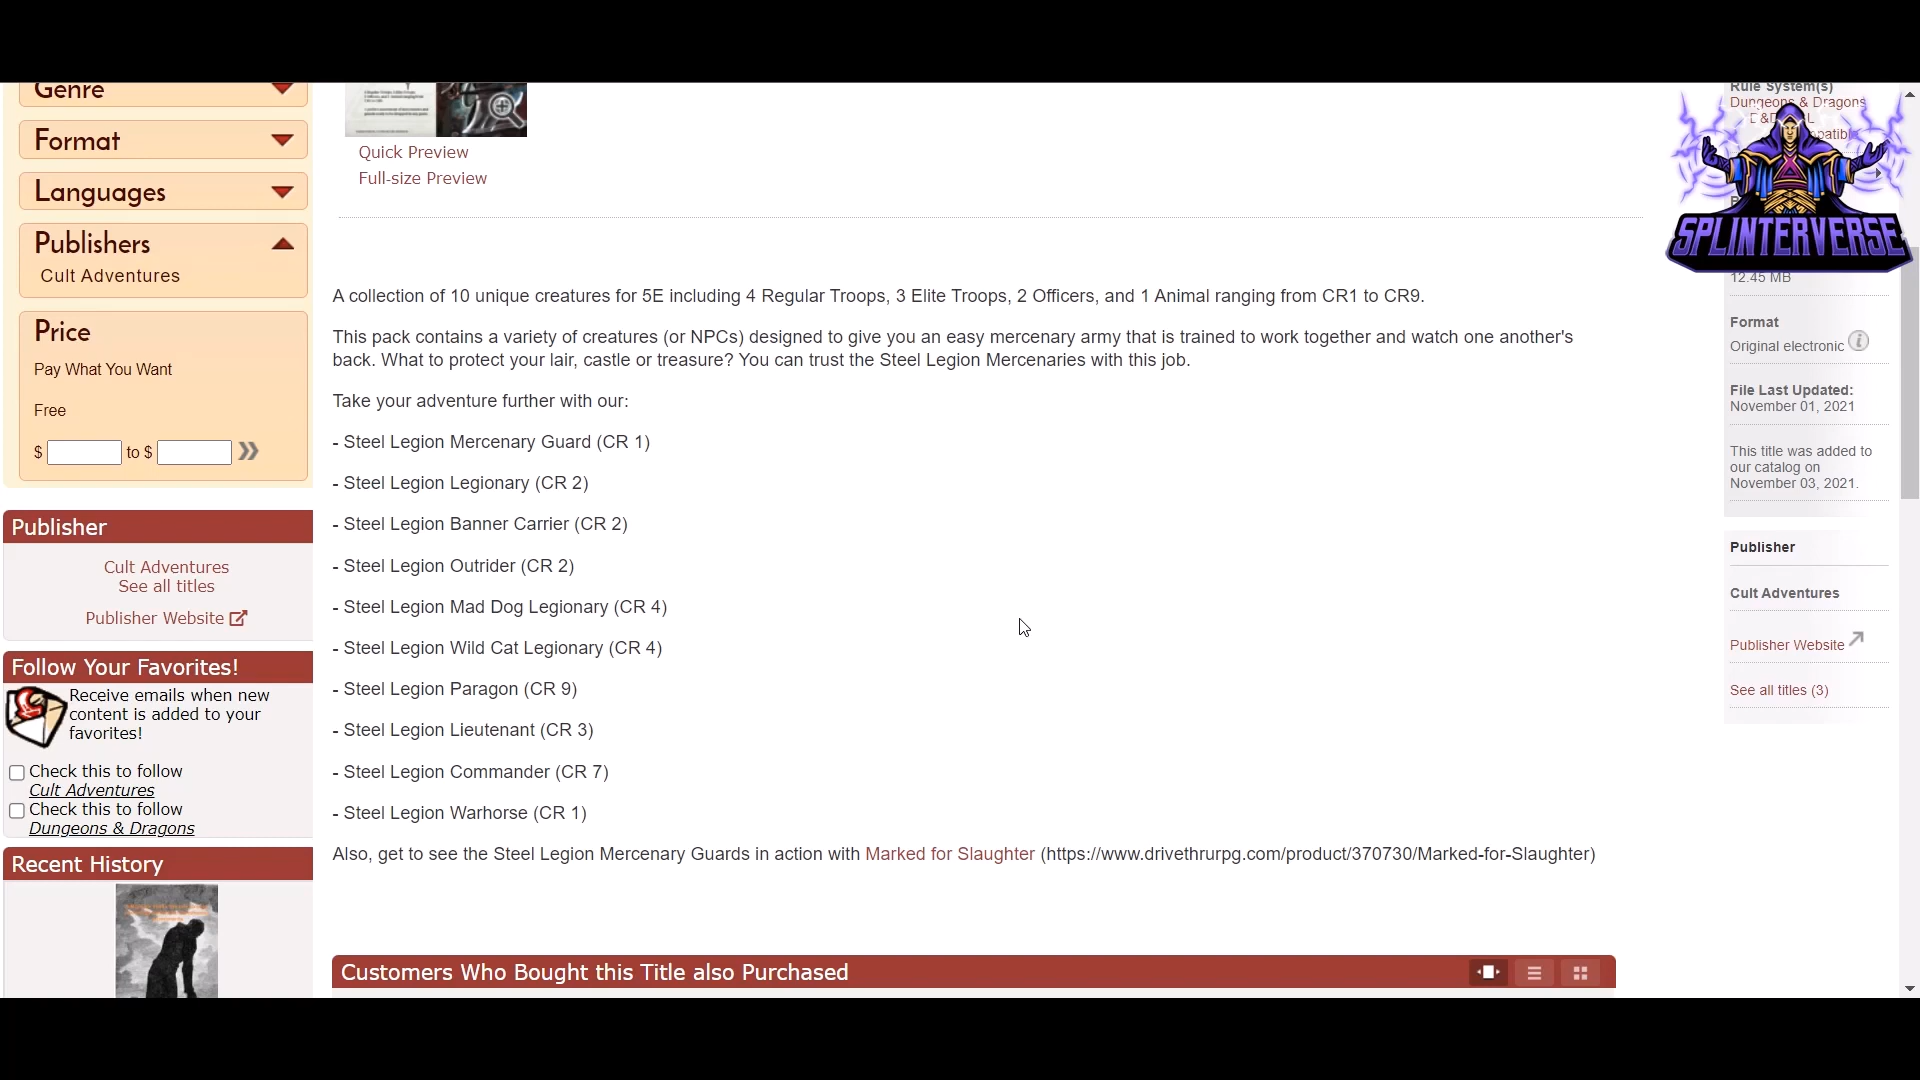 Genre
Format
Languages
Publishers
Cult Adventures
Price
Pay What You Want
Free
$ to $
Publisher
Cult Adventures
See all titles
Publisher Website
Follow Your Favorites!
Receive emails when new
content is added to your
favorites!
Check this to follow
Cult Adventures
Check this to follow
Dungeons & Dragons
Recent History
Quick Preview
Full-size Preview
A collection of 10 unique creatures for 5E including 4 Regular Troops, 3 Elite Troops, 2 Officers, and 1 Animal ranging from CR1 to CR9.
This pack contains a variety of creatures (or NPCs) designed to give you an easy mercenary army that is trained to work together and watch one another's
back. What to protect your lair, castle or treasure? You can trust the Steel Legion Mercenaries with this job.
Take your adventure further with our:
- Steel Legion Mercenary Guard (CR 1)
- Steel Legion Legionary (CR 2)
- Steel Legion Banner Carrier (CR 2)
- Steel Legion Outrider (CR 2)
- Steel Legion Mad Dog Legionary (CR 4)
- Steel Legion Wild Cat Legionary (CR 4)
- Steel Legion Paragon (CR 9)
- Steel Legion Lieutenant (CR 3)
- Steel Legion Commander (CR 7)
- Steel Legion Warhorse (CR 1)
Also, get to see the Steel Legion Mercenary Guards in action with Marked for Slaughter (https://www.drivethrurpg.com/product/370730/Marked-for-Slaughter)
Customers Who Bought this Title also Purchased
Rule System(s)
Dungeons & Dragons
SPLINTERVERSE
12.45 MB
Format
Original electronic
File Last Updated:
November 01, 2021
This title was added to
our catalog on
November 03, 2021.
Publisher
Cult Adventures
Publisher Website
See all titles (3)